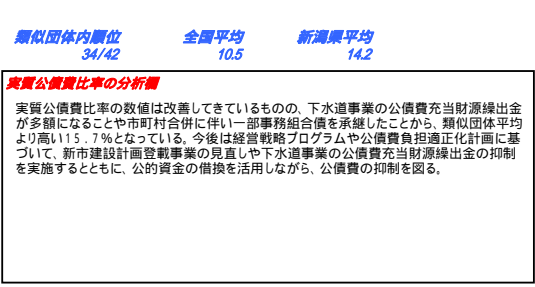 類似団体内順位 全国平均 新潟県平均
34/42 10.5 14.2
実質公債費比率の分析欄
実質公債費比率の数値は改善してきているものの、下水道事業の公債費充当財源繰出金
が多額になることや市町村合併に伴い一部事務組合債を承継したことから、類似団体平均
より高い１５．７％となっている。今後は経営戦略プログラムや公債費負担適正化計画に基
づいて、新市建設計画登載事業の見直しや下水道事業の公債費充当財源繰出金の抑制
を実施するとともに、公的資金の借換を活用しながら、公債費の抑制を図る。